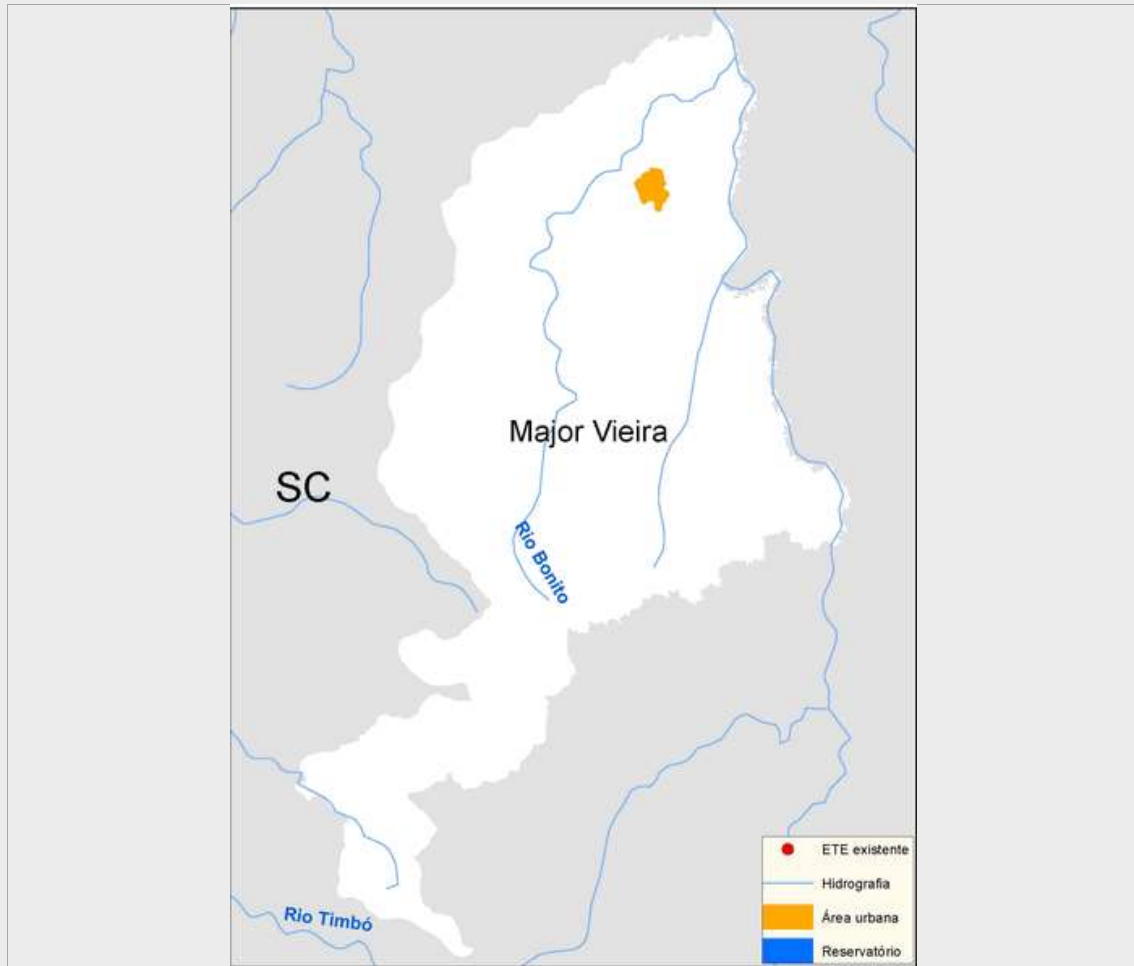 Major Vieira
SC
Rio Bonito
Rio Timbó
ETE existente
Hidrografia
Área urbana
Reservatório